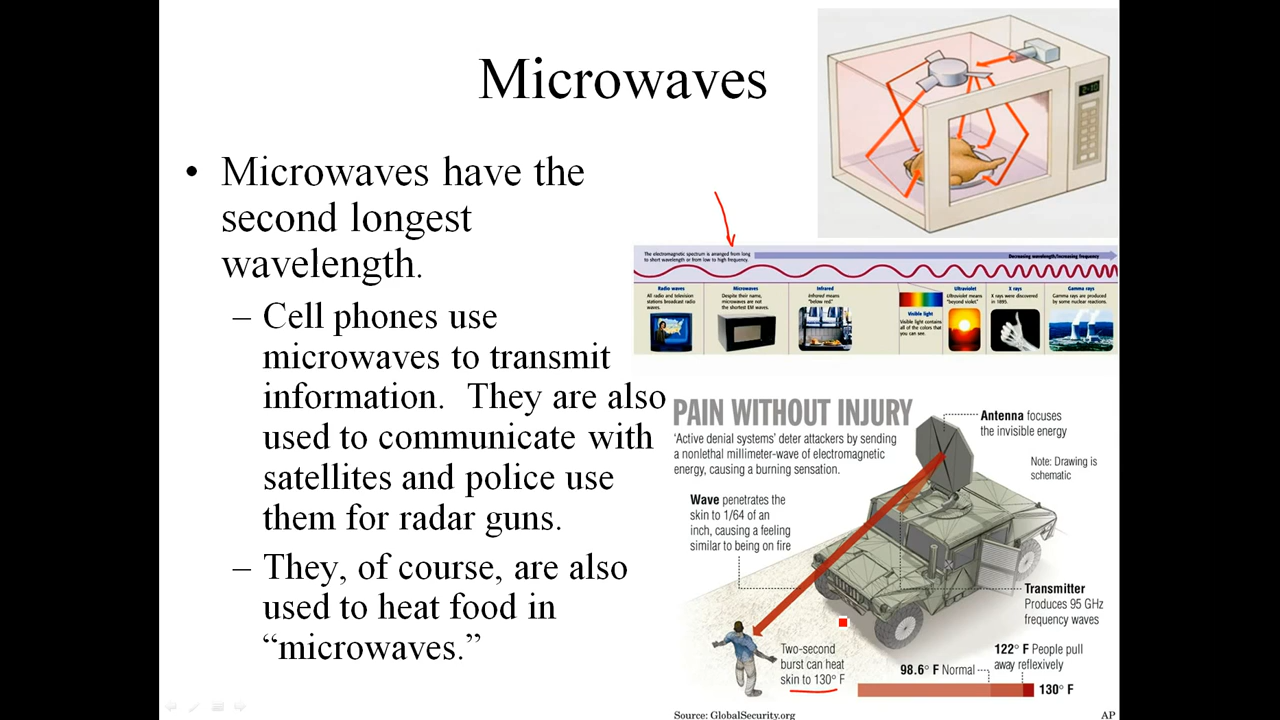 Microwaves
• Microwaves have the
second longest
wavelength.
– Cell phones use
microwaves to transmit
information.  They are also
used to communicate with
satellites and police use
them for radar guns.
– They, of course, are also
used to heat food in
“microwaves.”
The electromagnetic spectrum is arranged from long
to short wavelength or from low to high frequency.
Decreasing wavelength/increasing frequency
Radio waves
All radio and television
stations broadcast radio
waves.
Microwaves
Despite their name,
microwaves are not
the shortest EM waves.
Infrared
Infrared means
"below red."
Visible light
Visible light contains
all of the colors that
you can see.
Ultraviolet
Ultraviolet means
"beyond violet."
X rays
X rays were discovered
in 1895.
Gamma rays
Gamma rays are produced
by some nuclear reactions.
PAIN WITHOUT INJURY
‘Active denial systems’ deter attackers by sending
a nonlethal millimeter-wave of electromagnetic
energy, causing a burning sensation.
Antenna focuses
the invisible energy
Note: Drawing is
schematic
Wave penetrates the
skin to 1/64 of an
inch, causing a feeling
similar to being on fire
Transmitter
Produces 95 GHz
frequency waves
Two-second
burst can heat
skin to 130° F
122° F People pull
away reflexively
98.6° F Normal
130° F
Source: GlobalSecurity.org
AP